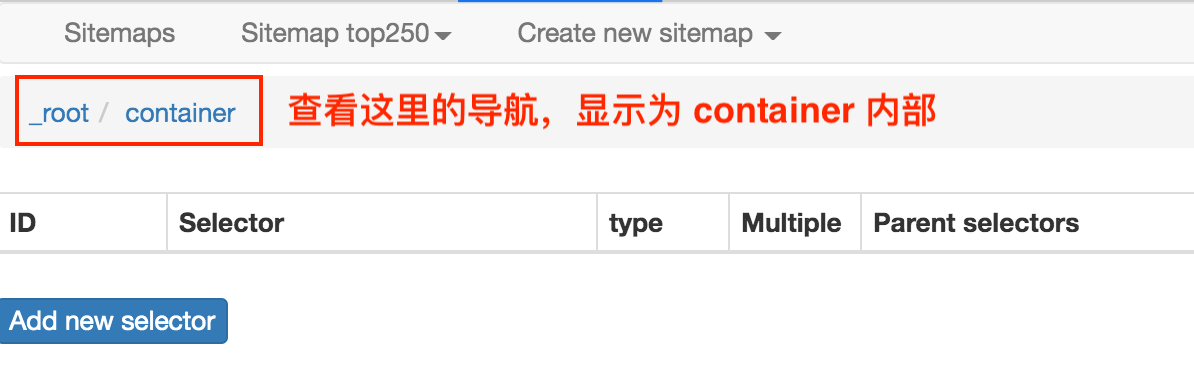 Sitemaps Sitemap top250 Create new sitemap
_root / container 查看这里的导航，显示为 container 内部
ID Selector type Multiple Parent selectors
Add new selector